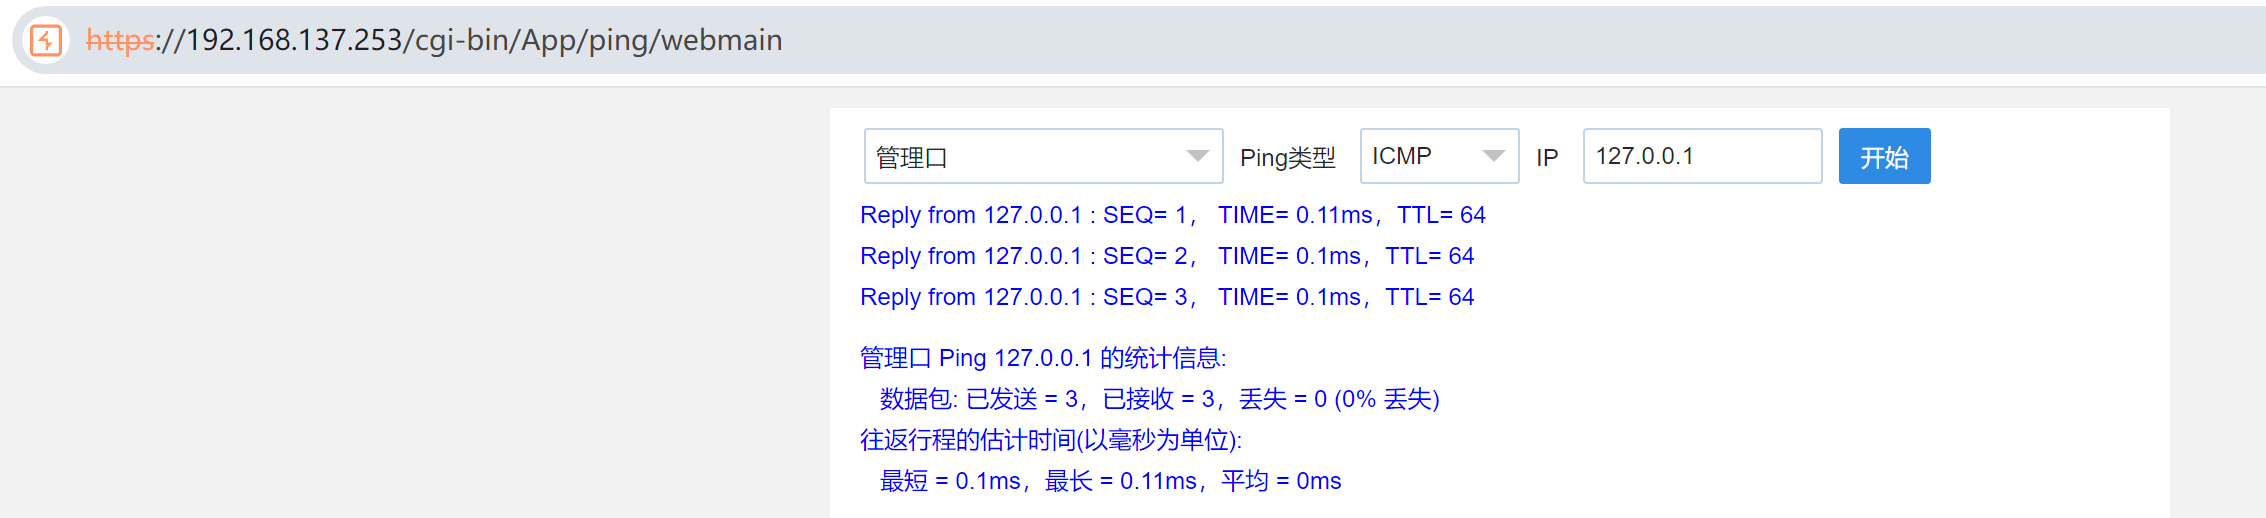 https://192.168.137.253/cgi-bin/App/ping/webmain
管理口 Ping类型 ICMP IP 127.0.0.1 开始
Reply from 127.0.0.1 : SEQ= 1， TIME= 0.11ms，TTL= 64
Reply from 127.0.0.1 : SEQ= 2， TIME= 0.1ms，TTL= 64
Reply from 127.0.0.1 : SEQ= 3， TIME= 0.1ms，TTL= 64
管理口 Ping 127.0.0.1 的统计信息:
数据包: 已发送 = 3，已接收 = 3，丢失 = 0 (0% 丢失)
往返行程的估计时间(以毫秒为单位):
最短 = 0.1ms，最长 = 0.11ms，平均 = 0ms